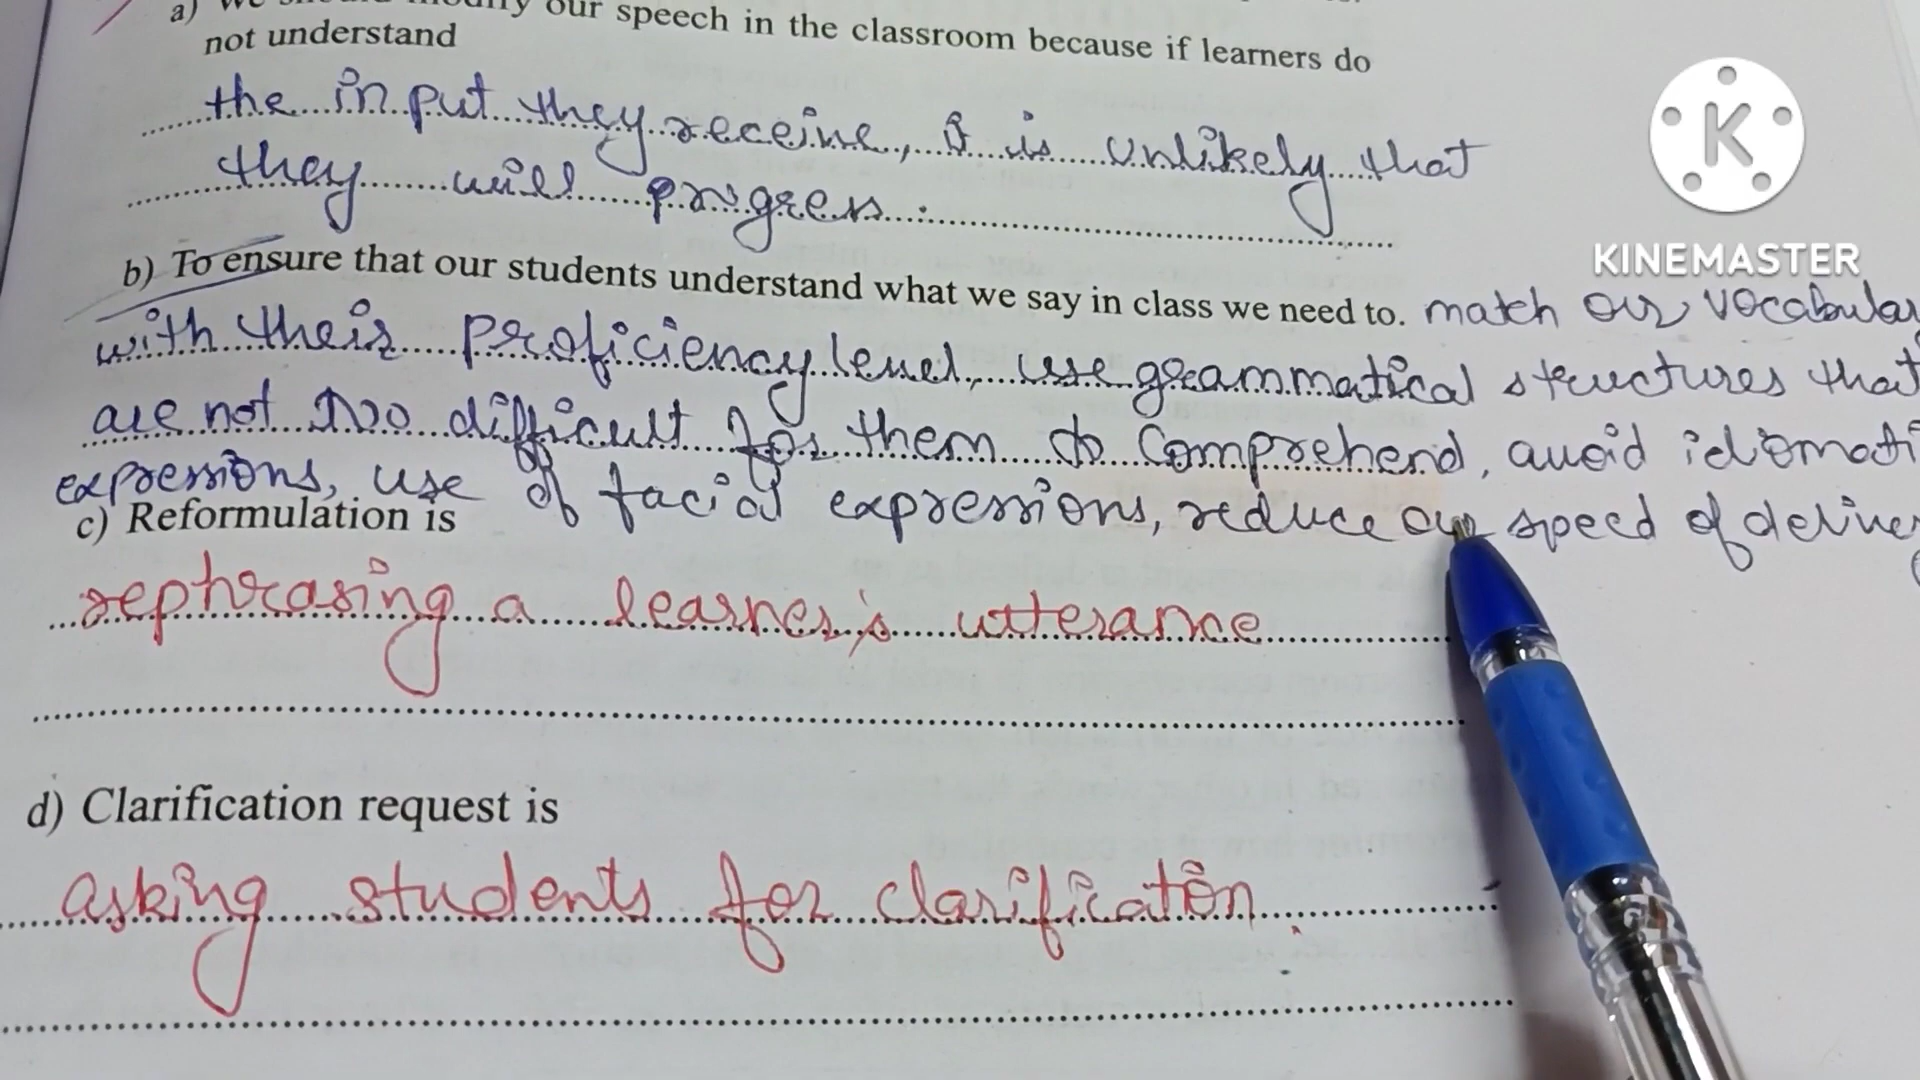 a) We should modify our speech in the classroom because if learners do
not understand
the input they receive, it is unlikely that
they will progress.
K
KINEMASTER
b) To ensure that our students understand what we say in class we need to. match our vocabular
with their proficiency level, use grammatical structures that
are not too difficult for them to comprehend, avoid idiomati
expressions, use of facial expressions, reduce our speed of deliver
c) Reformulation is
rephrasing a learner's utterance
d) Clarification request is
asking students for clarification.